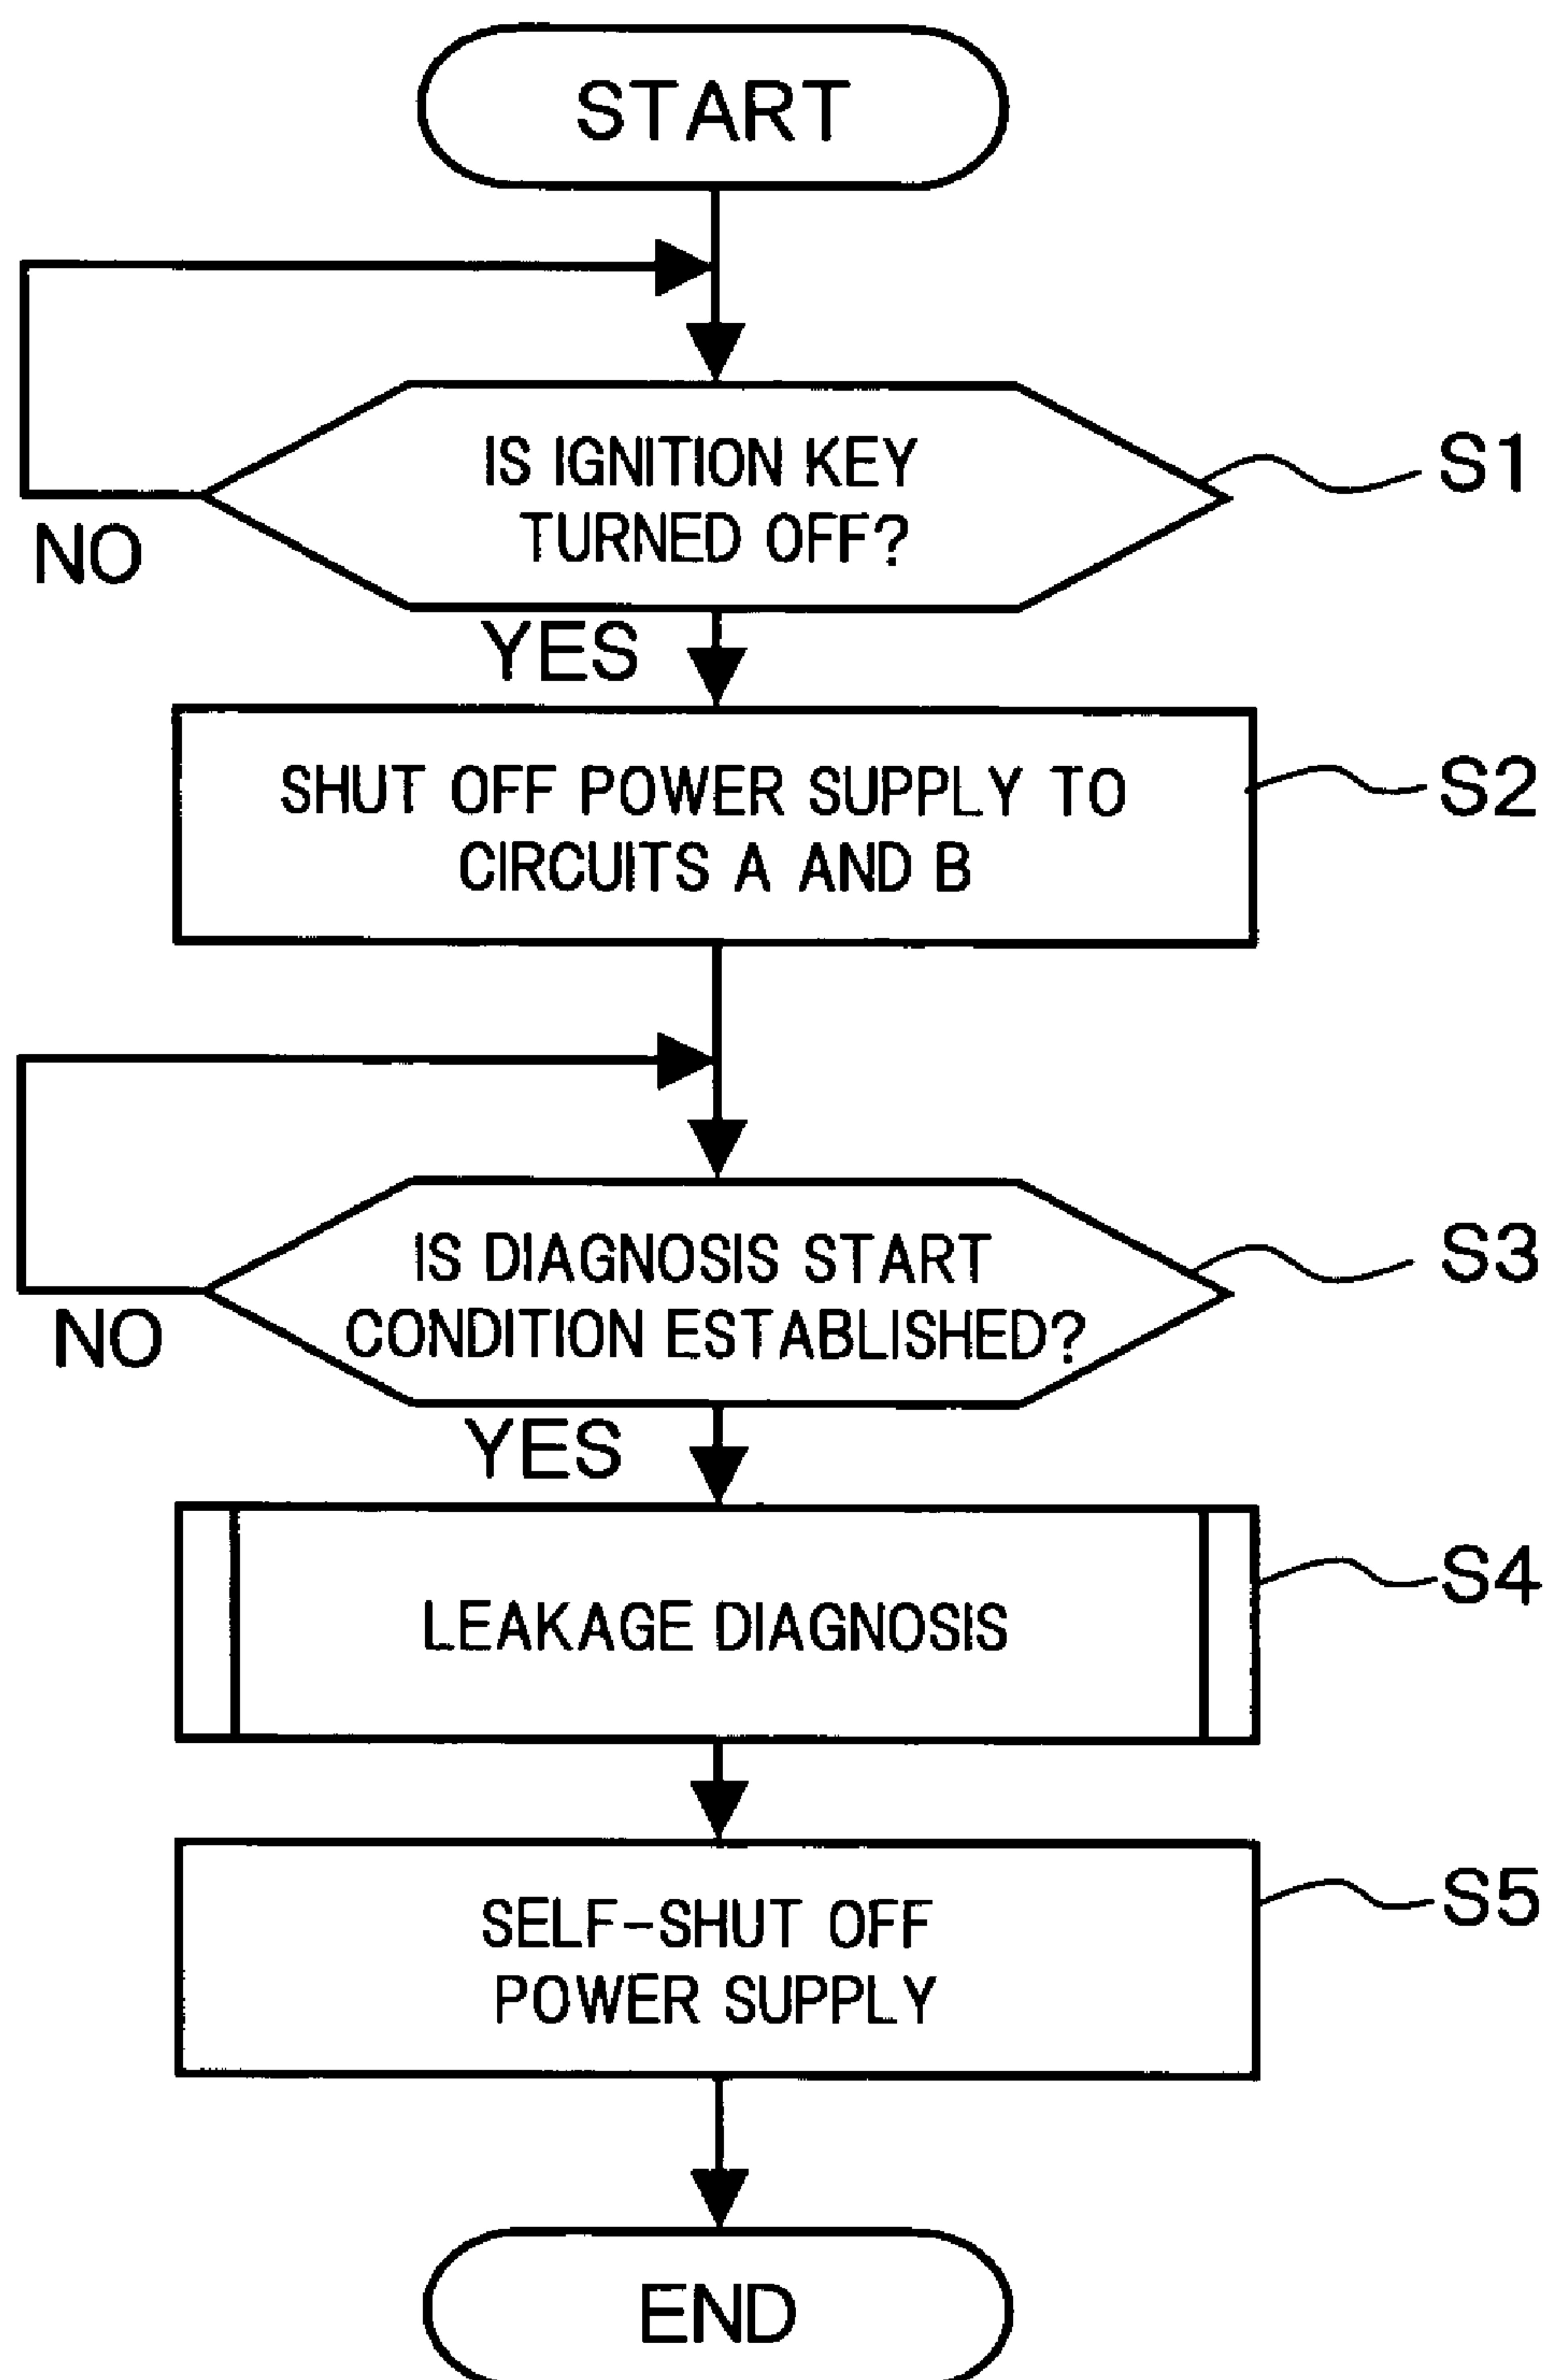 START
IS IGNITION KEY
TURNED OFF?
S1
NO
YES
SHUT OFF POWER SUPPLY TO
CIRCUITS A AND B
S2
IS DIAGNOSIS START
CONDITION ESTABLISHED?
S3
NO
YES
LEAKAGE DIAGNOSIS
S4
SELF-SHUT OFF
POWER SUPPLY
S5
END